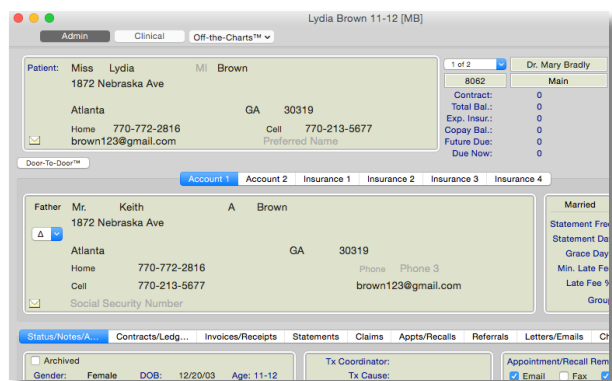 Lydia Brown 11-12 [MB]
Admin Clinical Off-the-Charts™
Patient: Miss Lydia MI Brown 1 of 2 Dr. Mary Bradly
1872 Nebraska Ave 8062 Main
Contract: 0
Atlanta GA 30319 Total Bal.: 0
Exp. Insur.: 0
Home 770-772-2816 Cell 770-213-5677 Copay Bal.: 0
brown123@gmail.com Preferred Name Future Due: 0
Due Now: 0
Door-To-Door™
Account 1 Account 2 Insurance 1 Insurance 2 Insurance 3 Insurance 4
Father Mr. Keith A Brown Married
1872 Nebraska Ave Statement Fre
Δ Statement Da
Atlanta GA 30319 Grace Day
Home 770-772-2816 Phone Phone 3 Min. Late Fe
Cell 770-213-5677 brown123@gmail.com Late Fee %
Social Security Number Group
Status/Notes/A... Contracts/Ledg... Invoices/Receipts Statements Claims Appts/Recalls Referrals Letters/Emails Ch
Archived Tx Coordinator: Appointment/Recall Rem
Gender: Female DOB: 12/20/03 Age: 11-12 Tx Cause: Email Fax